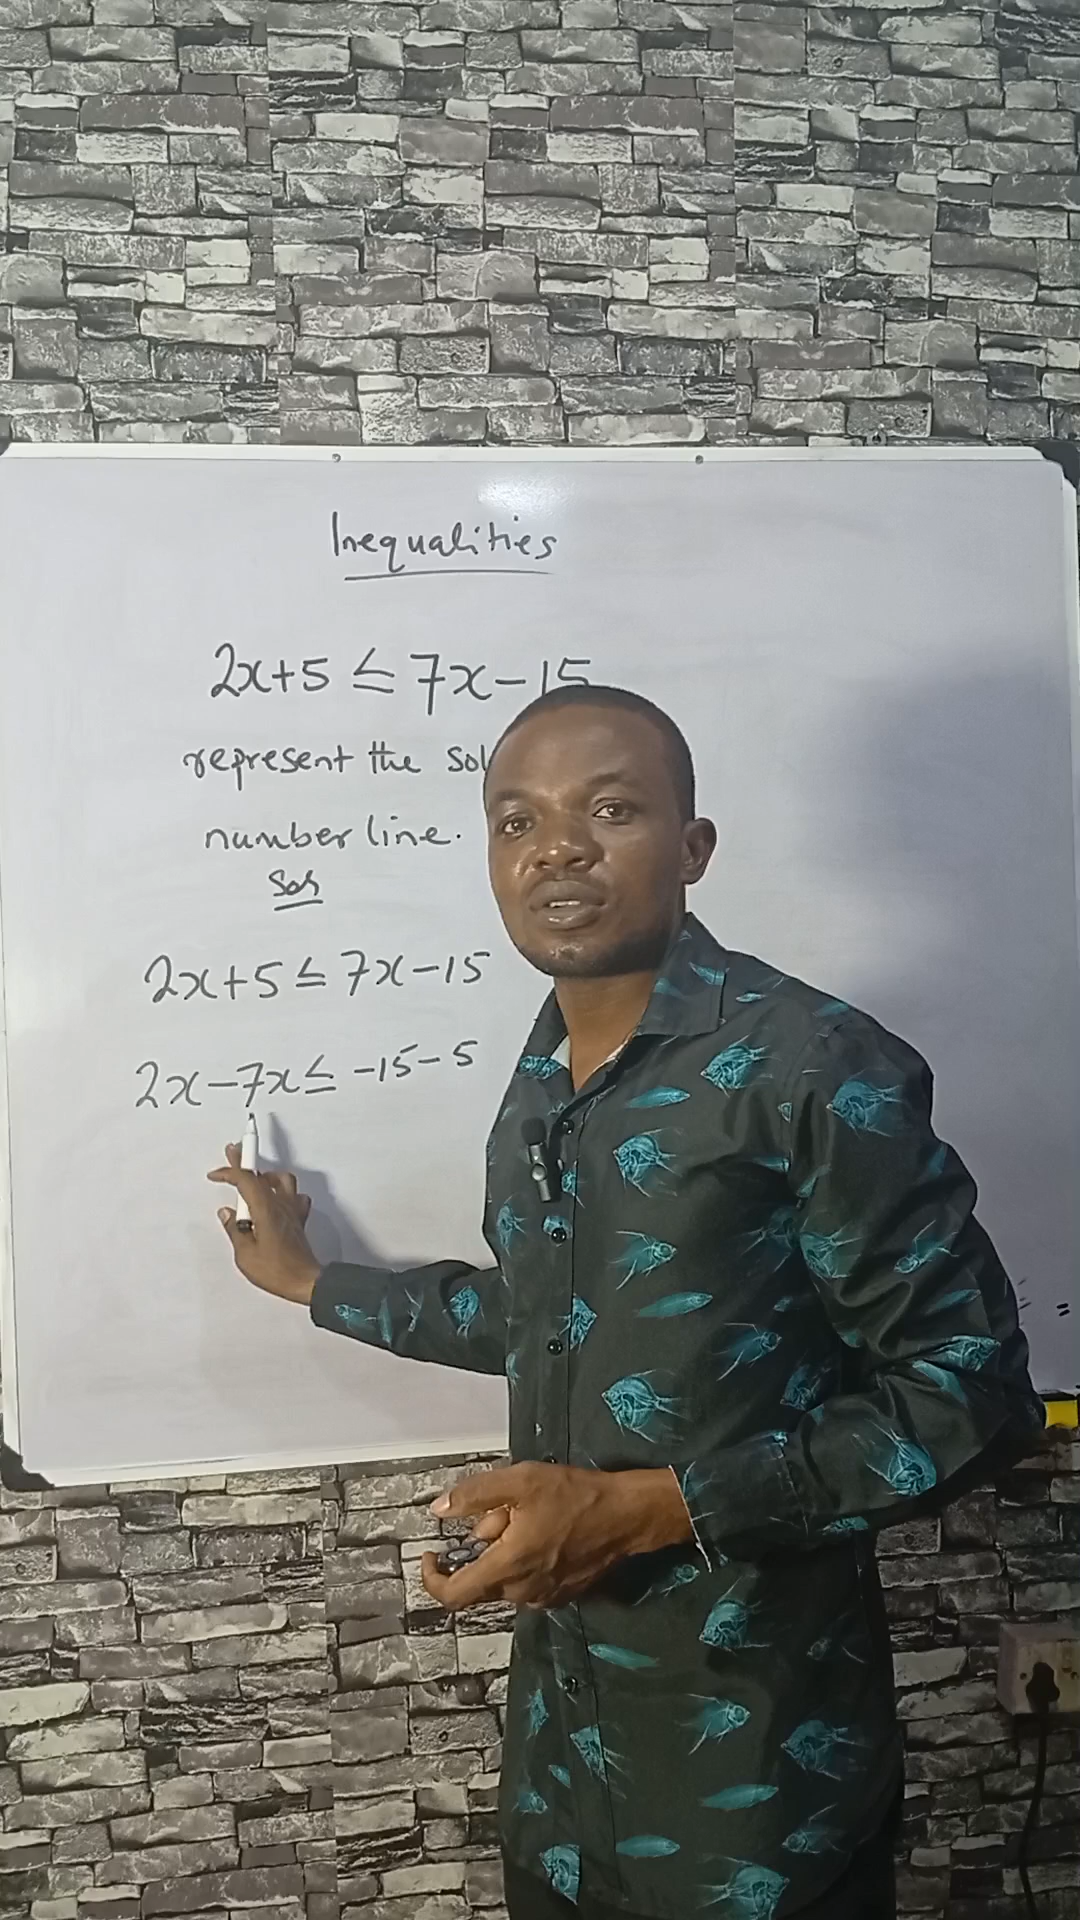 Inequalities
2x+5 ≤ 7x-15
represent the sol
number line.
Sol
2x+5 ≤ 7x-15
2x-7x ≤ -15-5